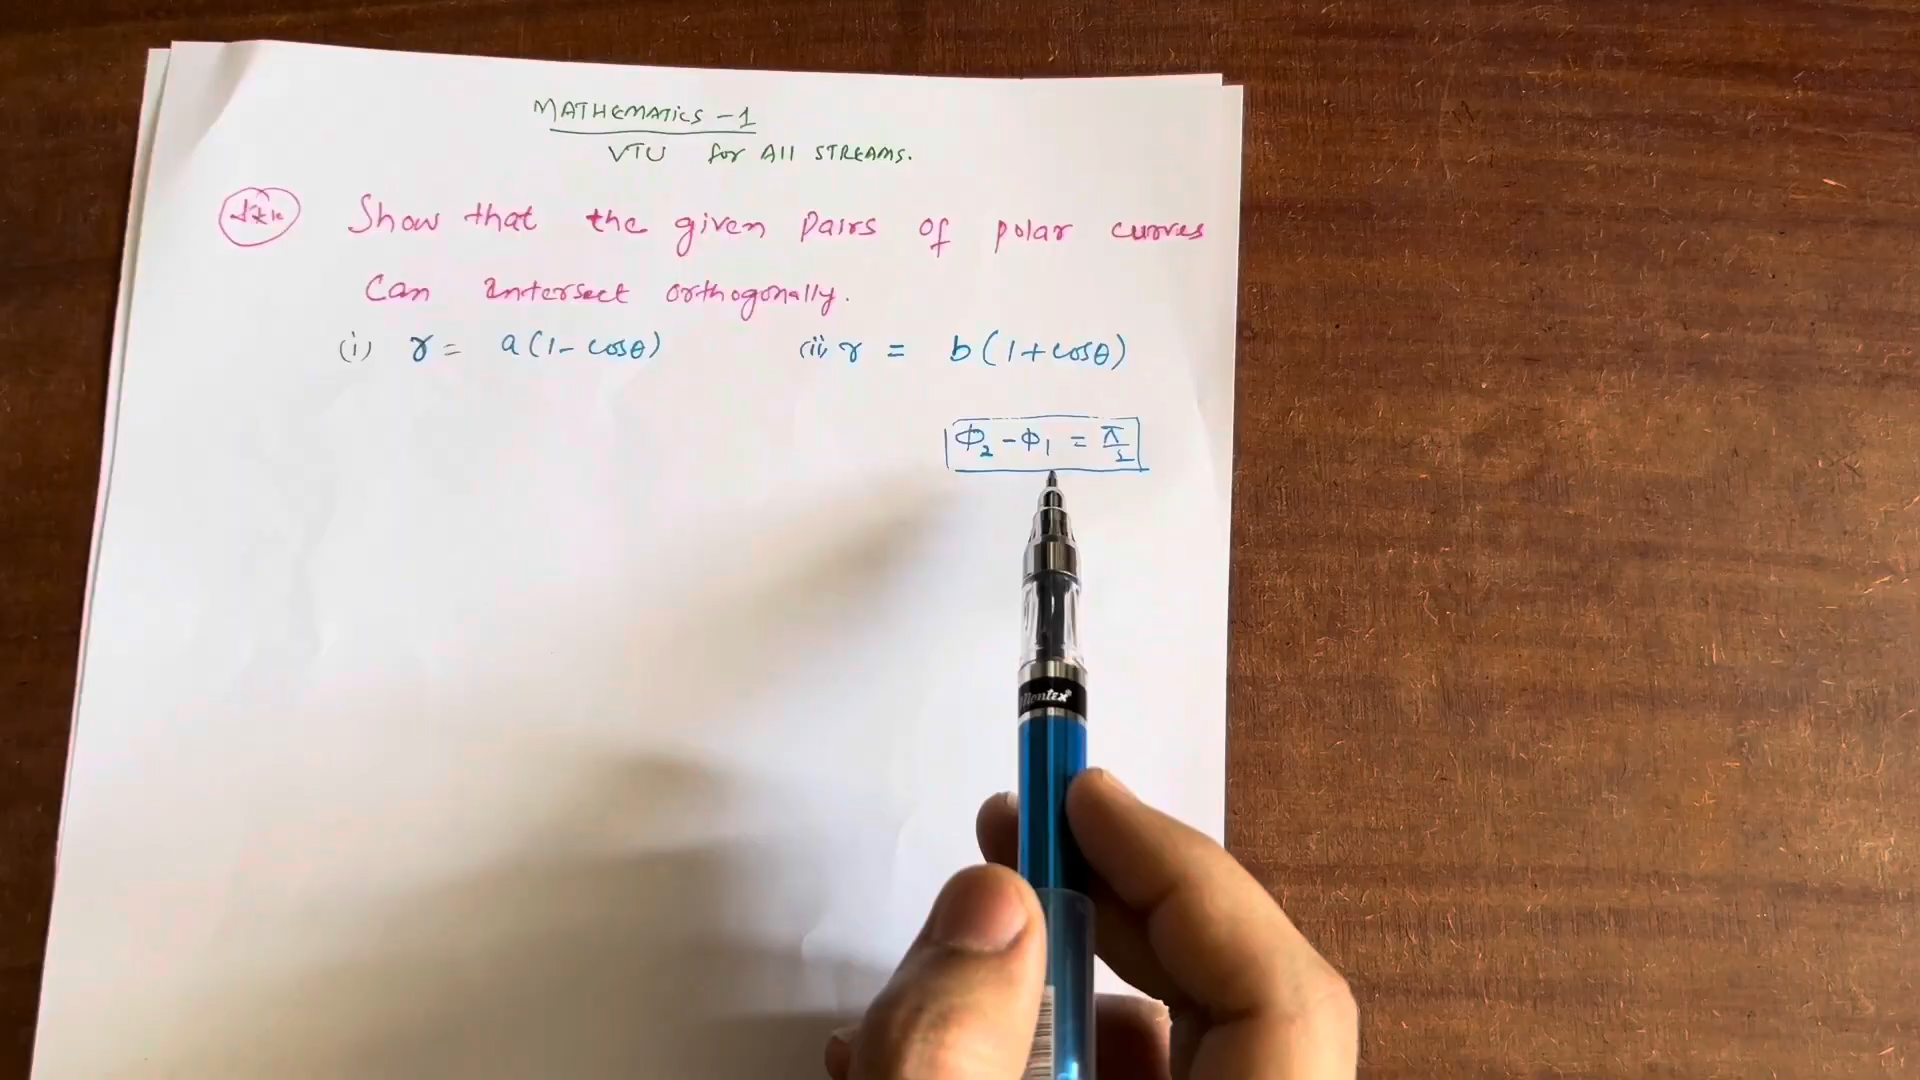 MATHEMATICS - 1
VTU for All STREAMS.
Show that the given Pairs of polar curves
Can intersect orthogonally.
(i) r = a(1 - cosθ) (ii) r = b(1 + cosθ)
Φ₂ - Φ₁ = π/2